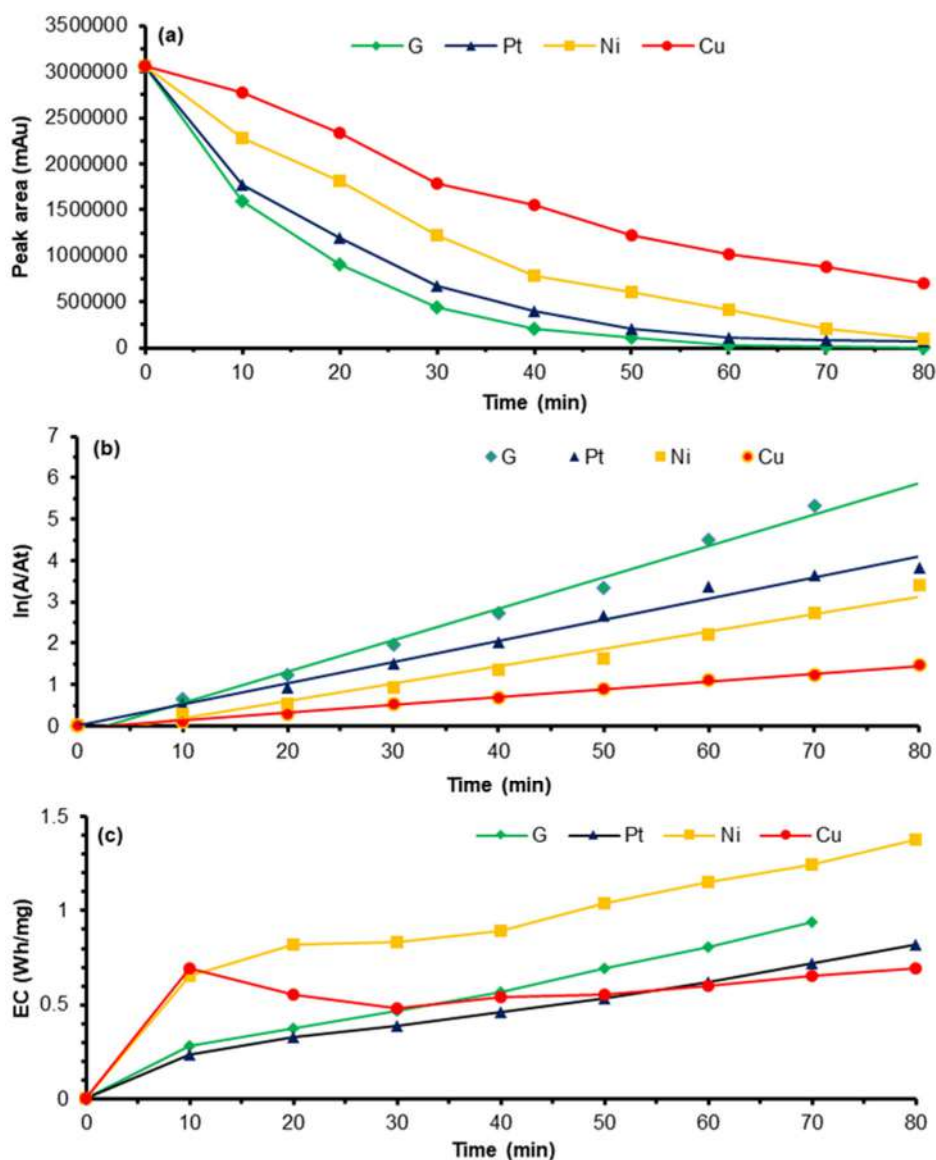 (a)
G Pt Ni Cu
3500000
3000000
2500000
2000000
1500000
1000000
500000
0
Peak area (mAu)
0 10 20 30 40 50 60 70 80
Time (min)
(b)
G Pt Ni Cu
7
6
5
4
3
2
1
0
ln(A/At)
0 10 20 30 40 50 60 70 80
Time (min)
(c)
G Pt Ni Cu
1.5
1
0.5
0
EC (Wh/mg)
0 10 20 30 40 50 60 70 80
Time (min)